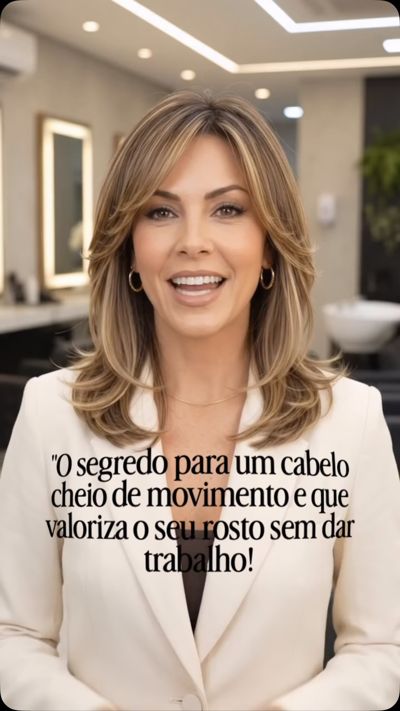 "O segredo para um cabelo
cheio de movimento e que
valoriza o seu rosto sem dar
trabalho!